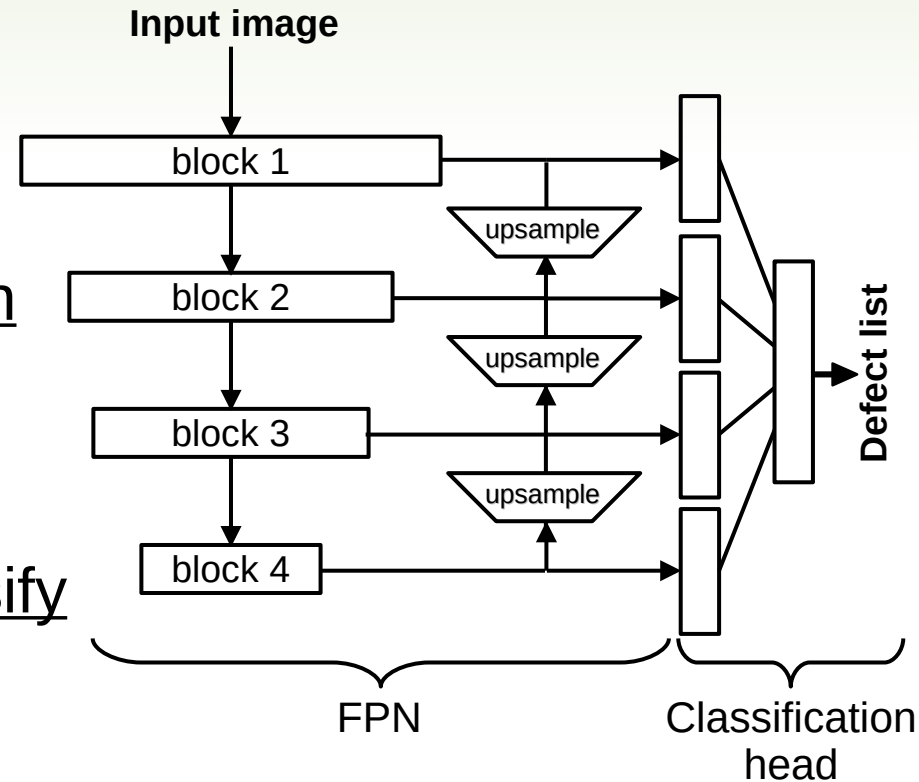 Input image
block 1
upsample
block 2
upsample
block 3
upsample
block 4
Defect list
FPN
Classification
head